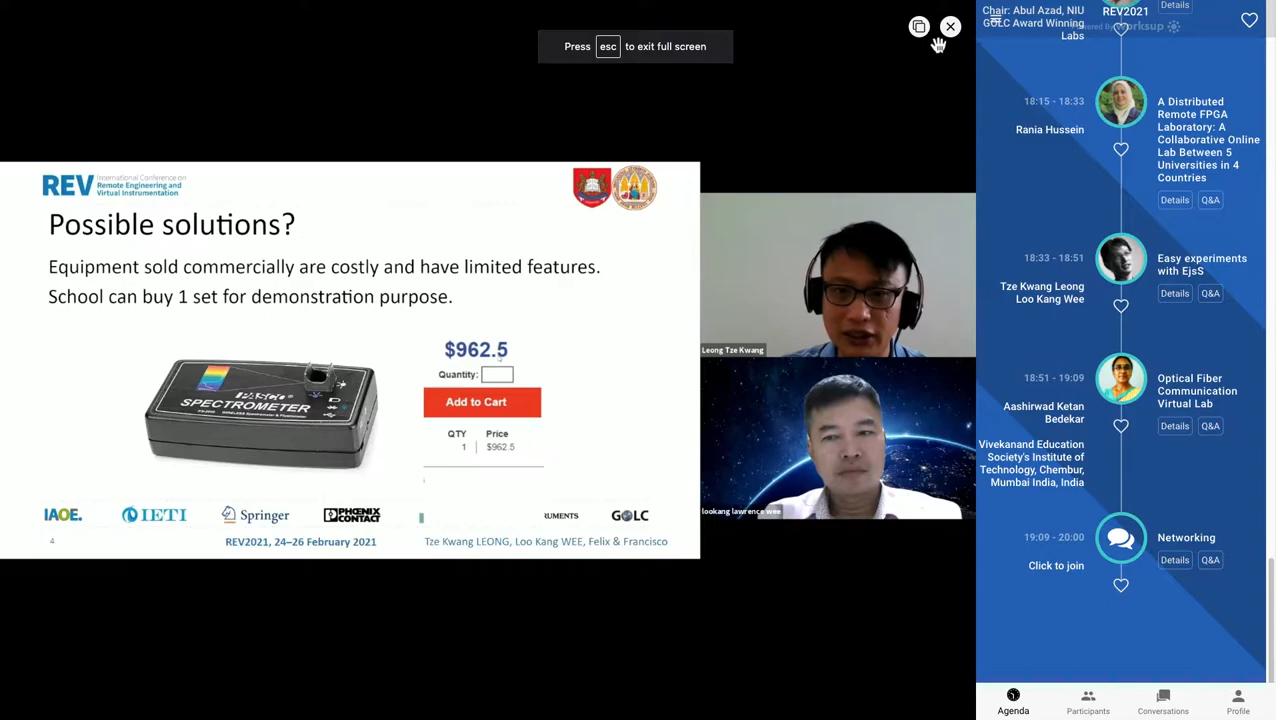 Press esc to exit full screen
REV
International Conference on
Remote Engineering and
Virtual Instrumentation
Possible solutions?
Equipment sold commercially are costly and have limited features.
School can buy 1 set for demonstration purpose.
SPECTROMETER
$962.5
Quantity:
Add to Cart
QTY Price
1 $962.5
IAOE.
IETI
Springer
PHOENIX
CONTACT
RUMENTS
GOLC
4
REV2021, 24–26 February 2021
Tze Kwang LEONG, Loo Kang WEE, Felix & Francisco
Leong Tze Kwang
lookang lawrence wee
REV2021
Details
Chair: Abul Azad, NIU
GOLC Award Winning
Labs
Powered By worksup
18:15 - 18:33
Rania Hussein
A Distributed
Remote FPGA
Laboratory: A
Collaborative Online
Lab Between 5
Universities in 4
Countries
Details Q&A
18:33 - 18:51
Tze Kwang Leong
Loo Kang Wee
Easy experiments
with EjsS
Details Q&A
18:51 - 19:09
Aashirwad Ketan
Bedekar
Vivekanand Education
Society's Institute of
Technology, Chembur,
Mumbai India, India
Optical Fiber
Communication
Virtual Lab
Details Q&A
19:09 - 20:00
Click to join
Networking
Details Q&A
Agenda
Participants
Conversations
Profile